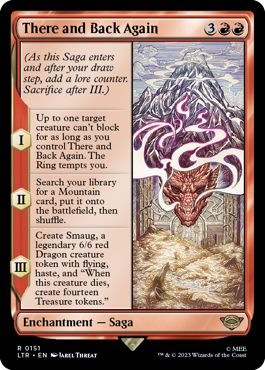 There and Back Again 3
(As this Saga enters
and after your draw
step, add a lore counter.
Sacrifice after III.)
I
Up to one target
creature can't block
for as long as you
control There and
Back Again. The
Ring tempts you.
II
Search your library
for a Mountain
card, put it onto
the battlefield, then
shuffle.
III
Create Smaug, a
legendary 6/6 red
Dragon creature
token with flying,
haste, and "When
this creature dies,
create fourteen
Treasure tokens."
Enchantment — Saga
R 0151
LTR • EN JAREL THREAT
© MEE
™ & © 2023 Wizards of the Coast